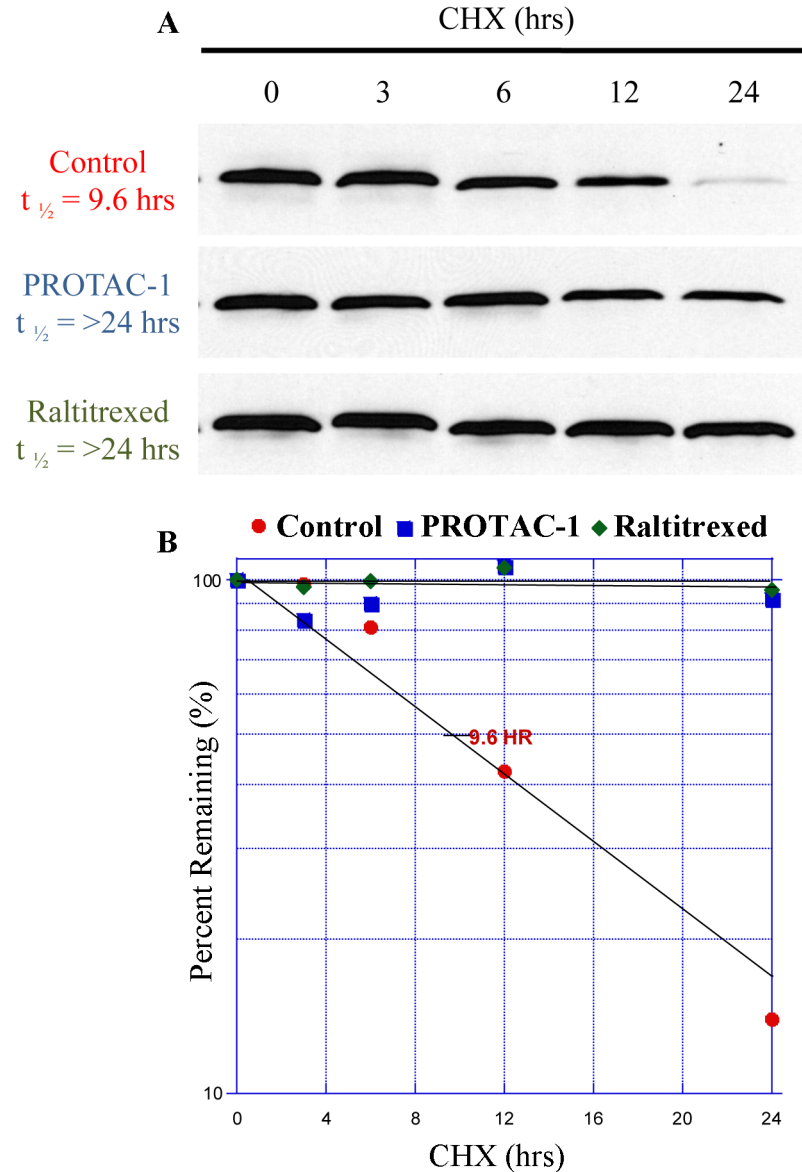 A
CHX (hrs)
0 3 6 12 24
Control
t ½ = 9.6 hrs
PROTAC-1
t ½ = >24 hrs
Raltitrexed
t ½ = >24 hrs
B
Control PROTAC-1 Raltitrexed
100
10
Percent Remaining (%)
9.6 HR
0 4 8 12 16 20 24
CHX (hrs)